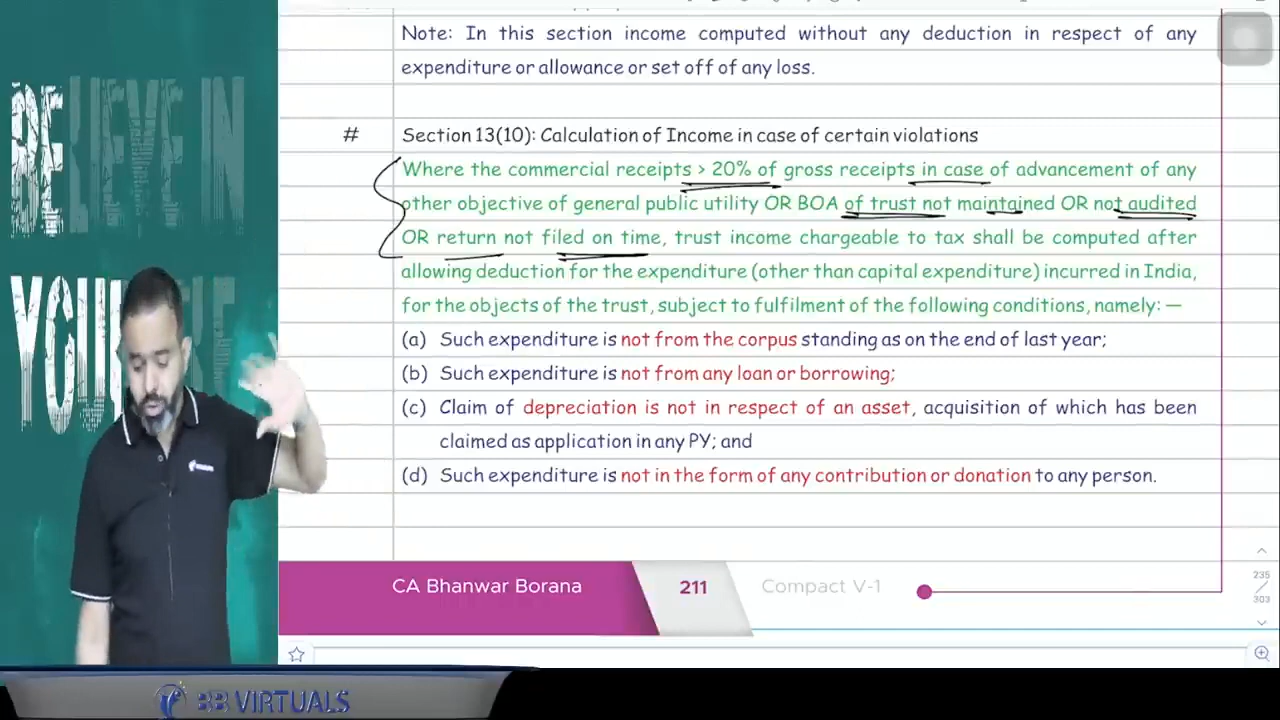 BELIEVE IN
YOU
Note: In this section income computed without any deduction in respect of any
expenditure or allowance or set off of any loss.
# Section 13(10): Calculation of Income in case of certain violations
Where the commercial receipts > 20% of gross receipts in case of advancement of any
other objective of general public utility OR BOA of trust not maintained OR not audited
OR return not filed on time, trust income chargeable to tax shall be computed after
allowing deduction for the expenditure (other than capital expenditure) incurred in India,
for the objects of the trust, subject to fulfilment of the following conditions, namely: —
(a) Such expenditure is not from the corpus standing as on the end of last year;
(b) Such expenditure is not from any loan or borrowing;
(c) Claim of depreciation is not in respect of an asset, acquisition of which has been
claimed as application in any PY; and
(d) Such expenditure is not in the form of any contribution or donation to any person.
CA Bhanwar Borana 211 Compact V-1
235
/
303
BB VIRTUALS